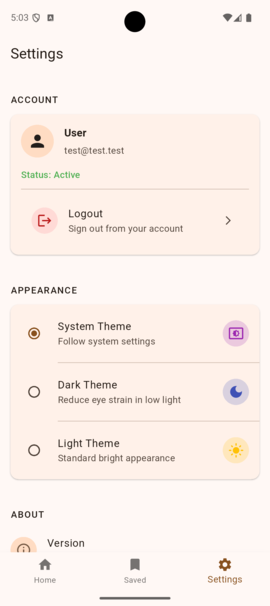 5:03
Settings
ACCOUNT
User
test@test.test
Status: Active
Logout
Sign out from your account
APPEARANCE
System Theme
Follow system settings
Dark Theme
Reduce eye strain in low light
Light Theme
Standard bright appearance
ABOUT
Version
Home
Saved
Settings